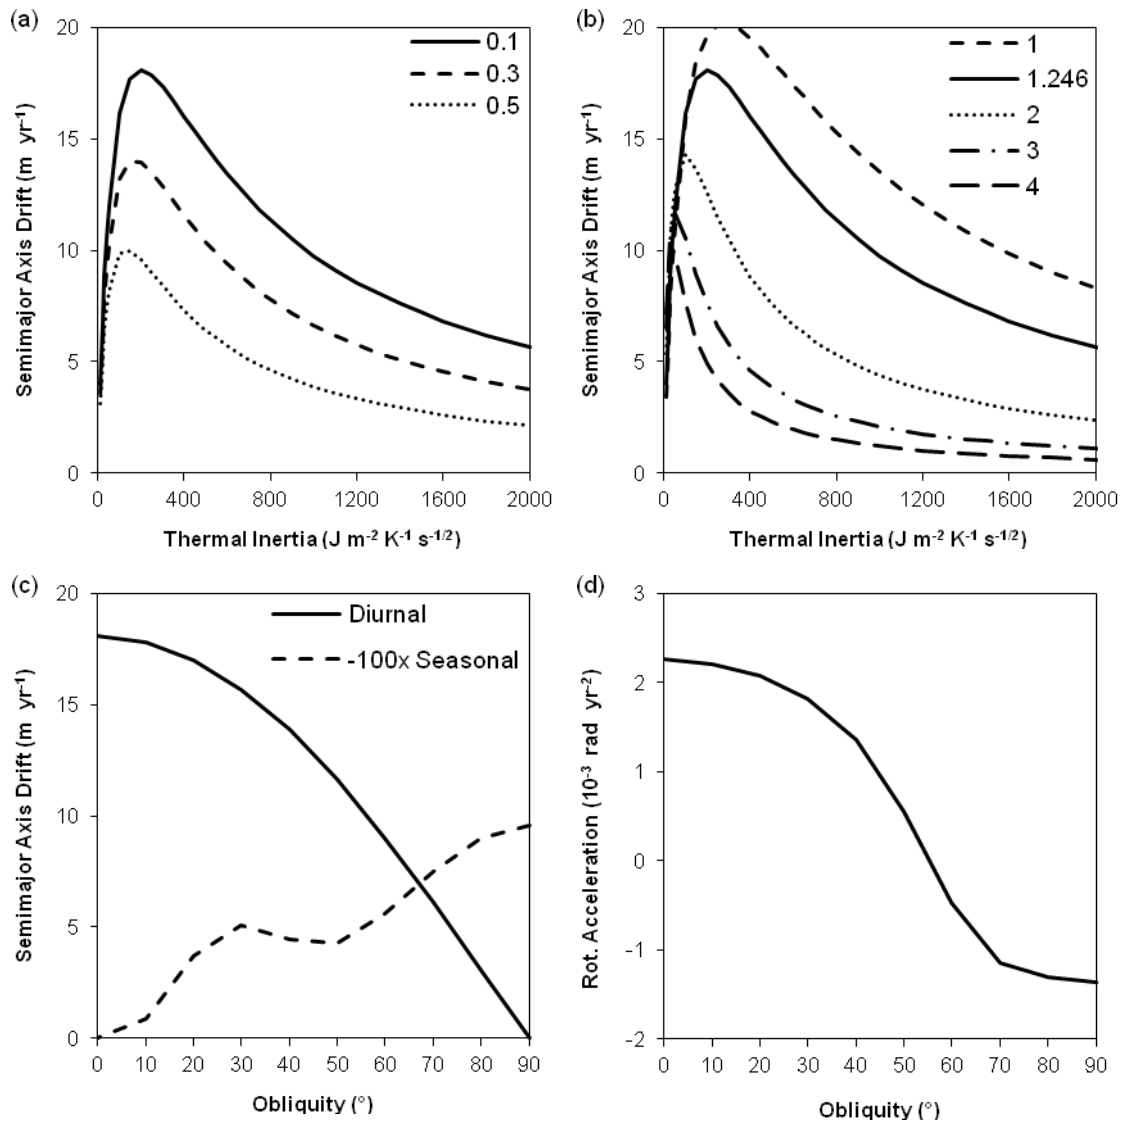 (a)
20
15
10
5
0
Semimajor Axis Drift (m yr⁻¹)
0.1
0.3
0.5
0 400 800 1200 1600 2000
Thermal Inertia (J m⁻² K⁻¹ s⁻¹/²)
(b)
20
15
10
5
0
Semimajor Axis Drift (m yr⁻¹)
1
1.246
2
3
4
0 400 800 1200 1600 2000
Thermal Inertia (J m⁻² K⁻¹ s⁻¹/²)
(c)
20
15
10
5
0
Semimajor Axis Drift (m yr⁻¹)
Diurnal
-100x Seasonal
0 10 20 30 40 50 60 70 80 90
Obliquity (°)
(d)
3
2
1
0
-1
-2
Rot. Acceleration (10⁻³ rad yr⁻²)
0 10 20 30 40 50 60 70 80 90
Obliquity (°)